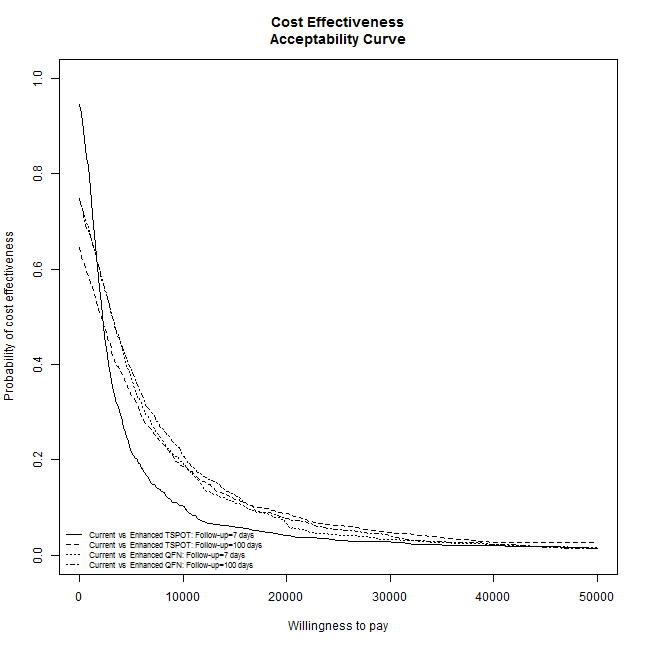 Cost Effectiveness
Acceptability Curve
Probability of cost effectiveness
1.0
0.8
0.6
0.4
0.2
0.0
Current vs Enhanced TSPOT: Follow-up=7 days
Current vs Enhanced TSPOT: Follow-up=100 days
Current vs Enhanced QFN: Follow-up=7 days
Current vs Enhanced QFN: Follow-up=100 days
0 10000 20000 30000 40000 50000
Willingness to pay